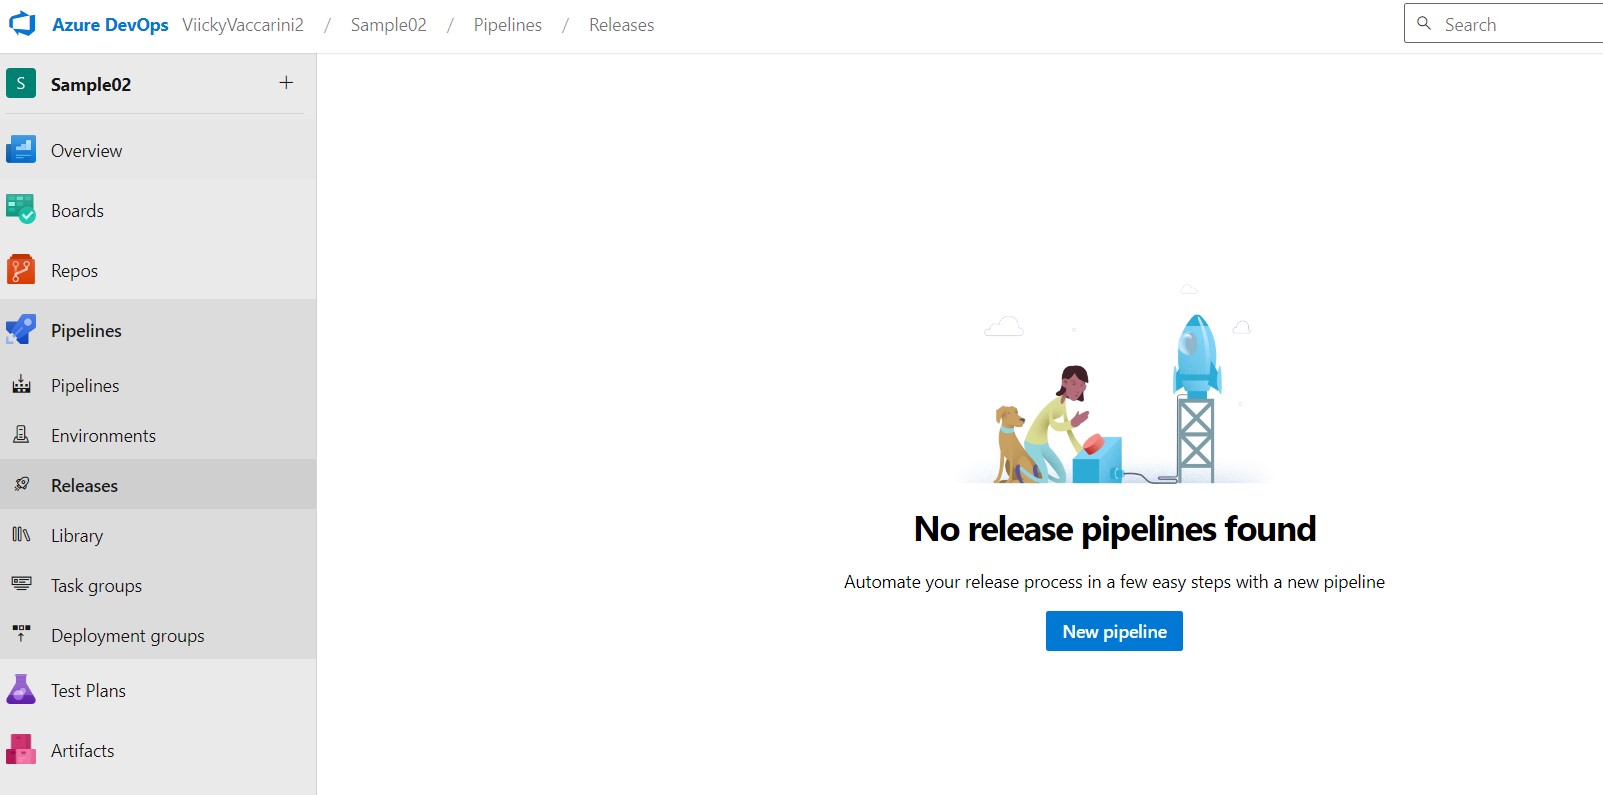 Azure DevOps ViickyVaccarini2 / Sample02 / Pipelines / Releases
Search
S Sample02 +
Overview
Boards
Repos
Pipelines
Pipelines
Environments
Releases
Library
Task groups
Deployment groups
Test Plans
Artifacts
No release pipelines found
Automate your release process in a few easy steps with a new pipeline
New pipeline